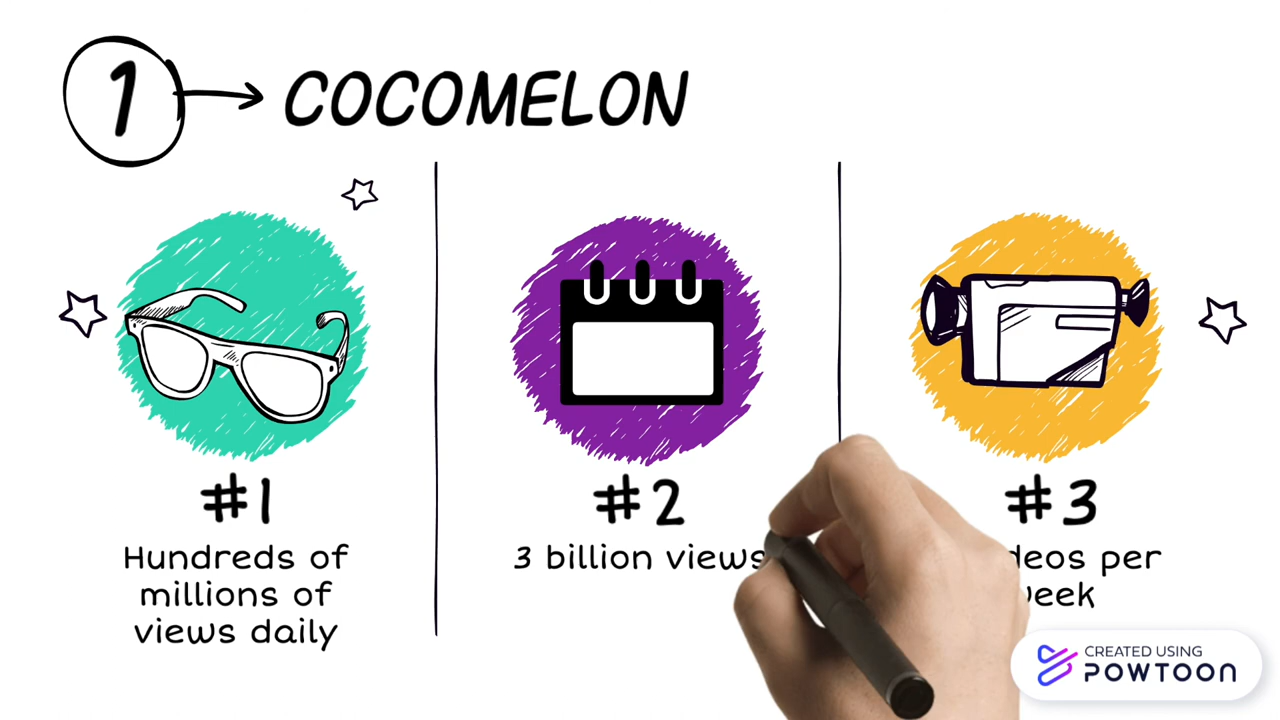 1
COCOMELON
#1
Hundreds of
millions of
views daily
#2
3 billion views
#3
per
CREATED USING
POWTOON